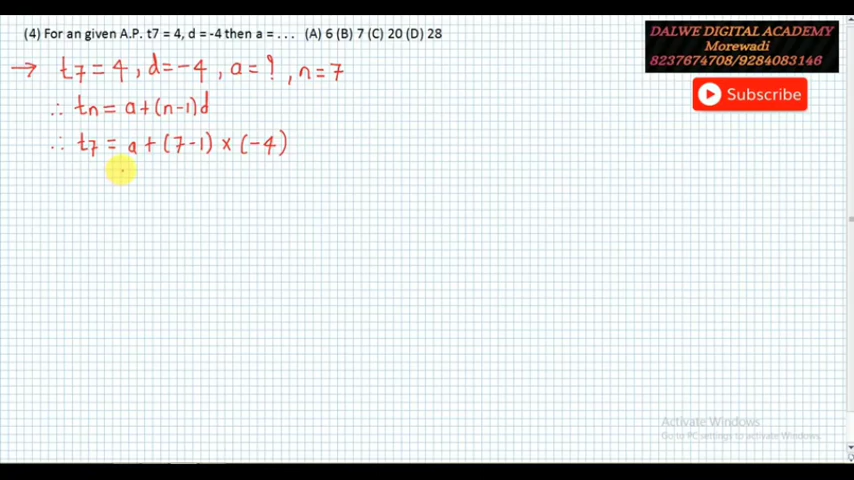 (4) For an given A.P. t7 = 4, d = -4 then a = . . . (A) 6 (B) 7 (C) 20 (D) 28
DALWE DIGITAL ACADEMY
Morewadi
8237674708/9284083146
Subscribe
→ t7 = 4 , d = -4 , a = ? , n = 7
∴ tn = a + (n-1)d
∴ t7 = a + (7-1) × (-4)
Activate Windows
Go to PC settings to activate Windows.